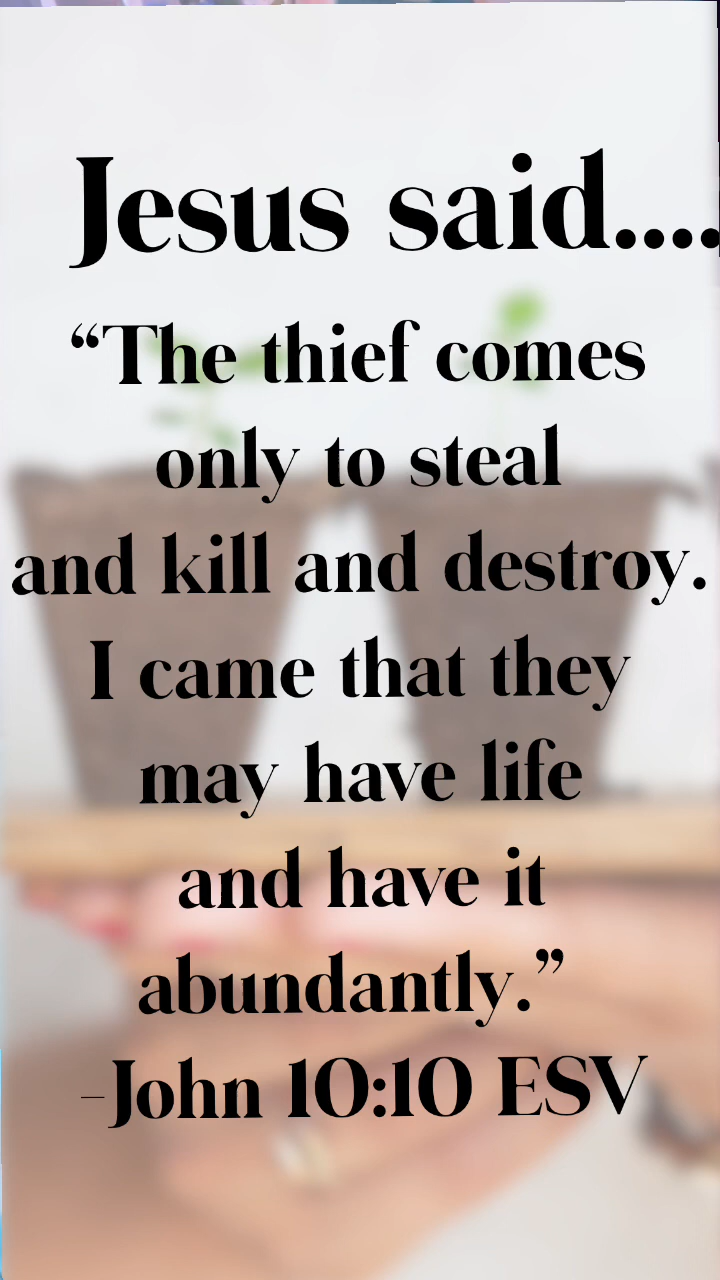 Jesus said....
“The thief comes
only to steal
and kill and destroy.
I came that they
may have life
and have it
abundantly.”
-John 10:10 ESV